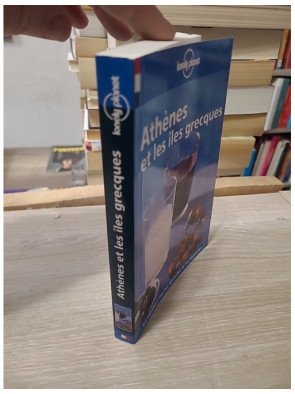 lonely planet
Athènes et les îles grecques
lonely planet
Athènes
et les îles grecques